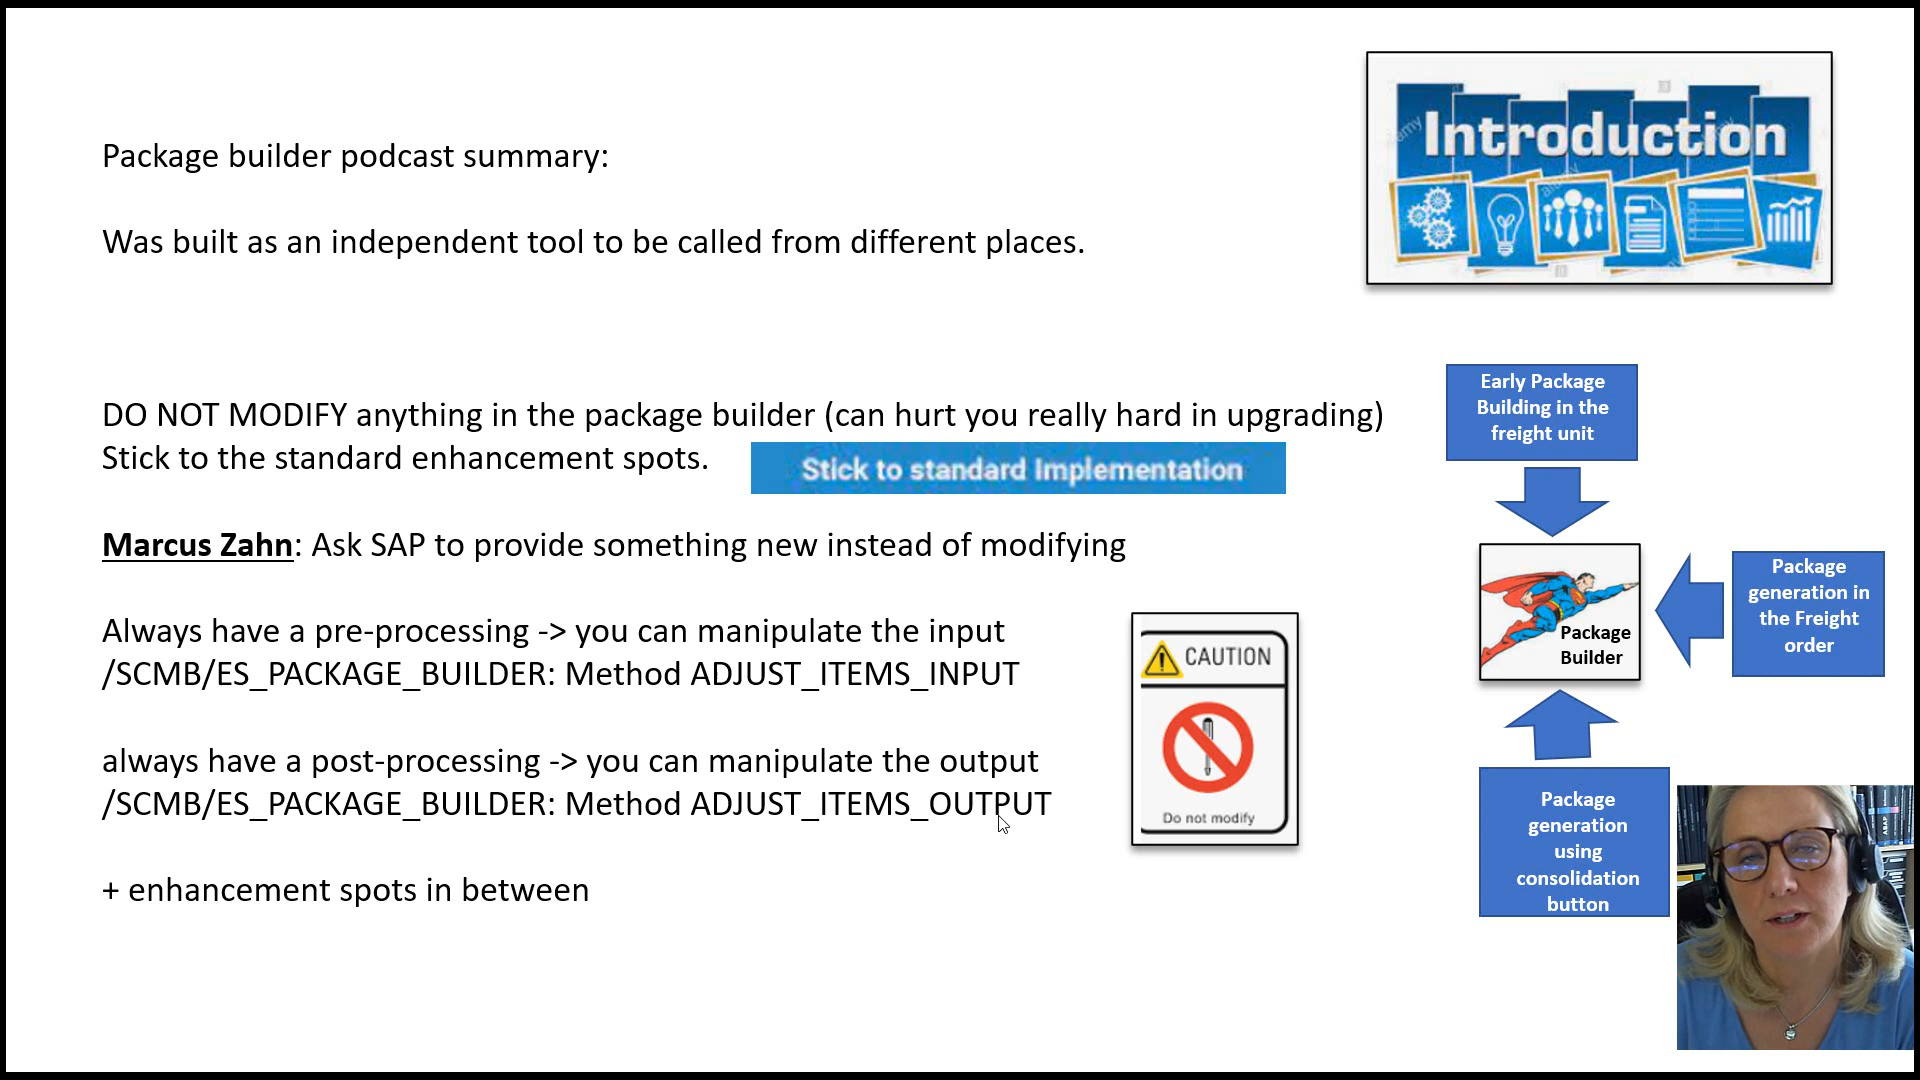 Introduction
alamy
alamy
Package builder podcast summary:
Was built as an independent tool to be called from different places.
DO NOT MODIFY anything in the package builder (can hurt you really hard in upgrading)
Stick to the standard enhancement spots.
Stick to standard Implementation
Marcus Zahn: Ask SAP to provide something new instead of modifying
Always have a pre-processing -> you can manipulate the input
/SCMB/ES_PACKAGE_BUILDER: Method ADJUST_ITEMS_INPUT
always have a post-processing -> you can manipulate the output
/SCMB/ES_PACKAGE_BUILDER: Method ADJUST_ITEMS_OUTPUT
+ enhancement spots in between
CAUTION
Do not modify
Early Package
Building in the
freight unit
Package
Builder
Package
generation in
the Freight
order
Package
generation
using
consolidation
button
ABAP